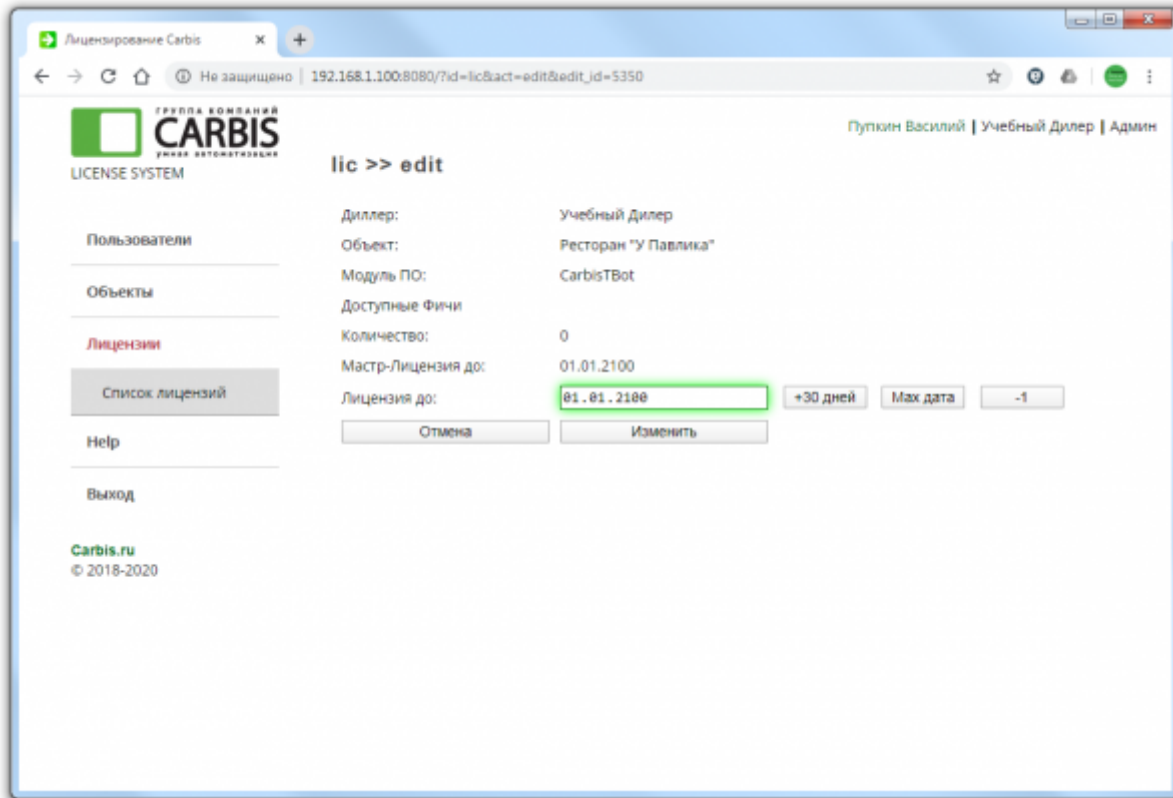 Лицензирование Carbis
Не защищено | 192.168.1.100:8080/?id=lic&act=edit&edit_id=5350
ГРУППА КОМПАНИЙ
CARBIS
умная автоматизация
LICENSE SYSTEM
Пупкин Василий | Учебный Дилер | Админ
lic >> edit
Пользователи
Объекты
Лицензии
Список лицензий
Help
Выход
Carbis.ru
© 2018-2020
Диллер: Учебный Дилер
Объект: Ресторан "У Павлика"
Модуль ПО: CarbisTBot
Доступные Фичи
Количество: 0
Мастр-Лицензия до: 01.01.2100
Лицензия до: 01.01.2100 +30 дней Max дата -1
Отмена Изменить